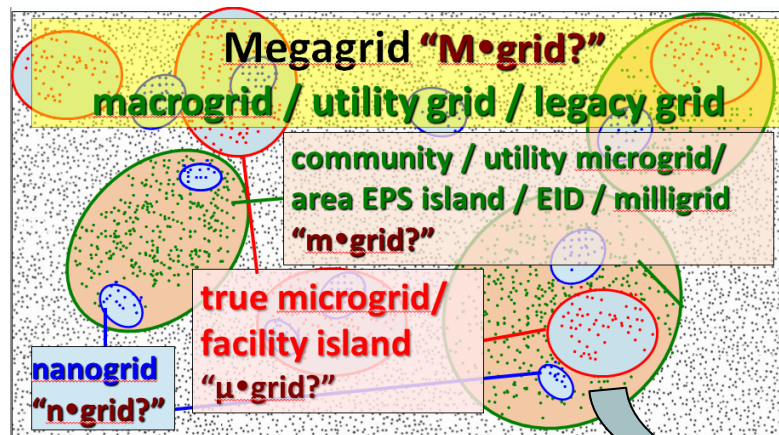 Megagrid “M•grid?”
macrogrid / utility grid / legacy grid
community / utility microgrid/
area EPS island / EID / milligrid
“m•grid?”
true microgrid/
facility island
“µ•grid?”
nanogrid
“n•grid?”